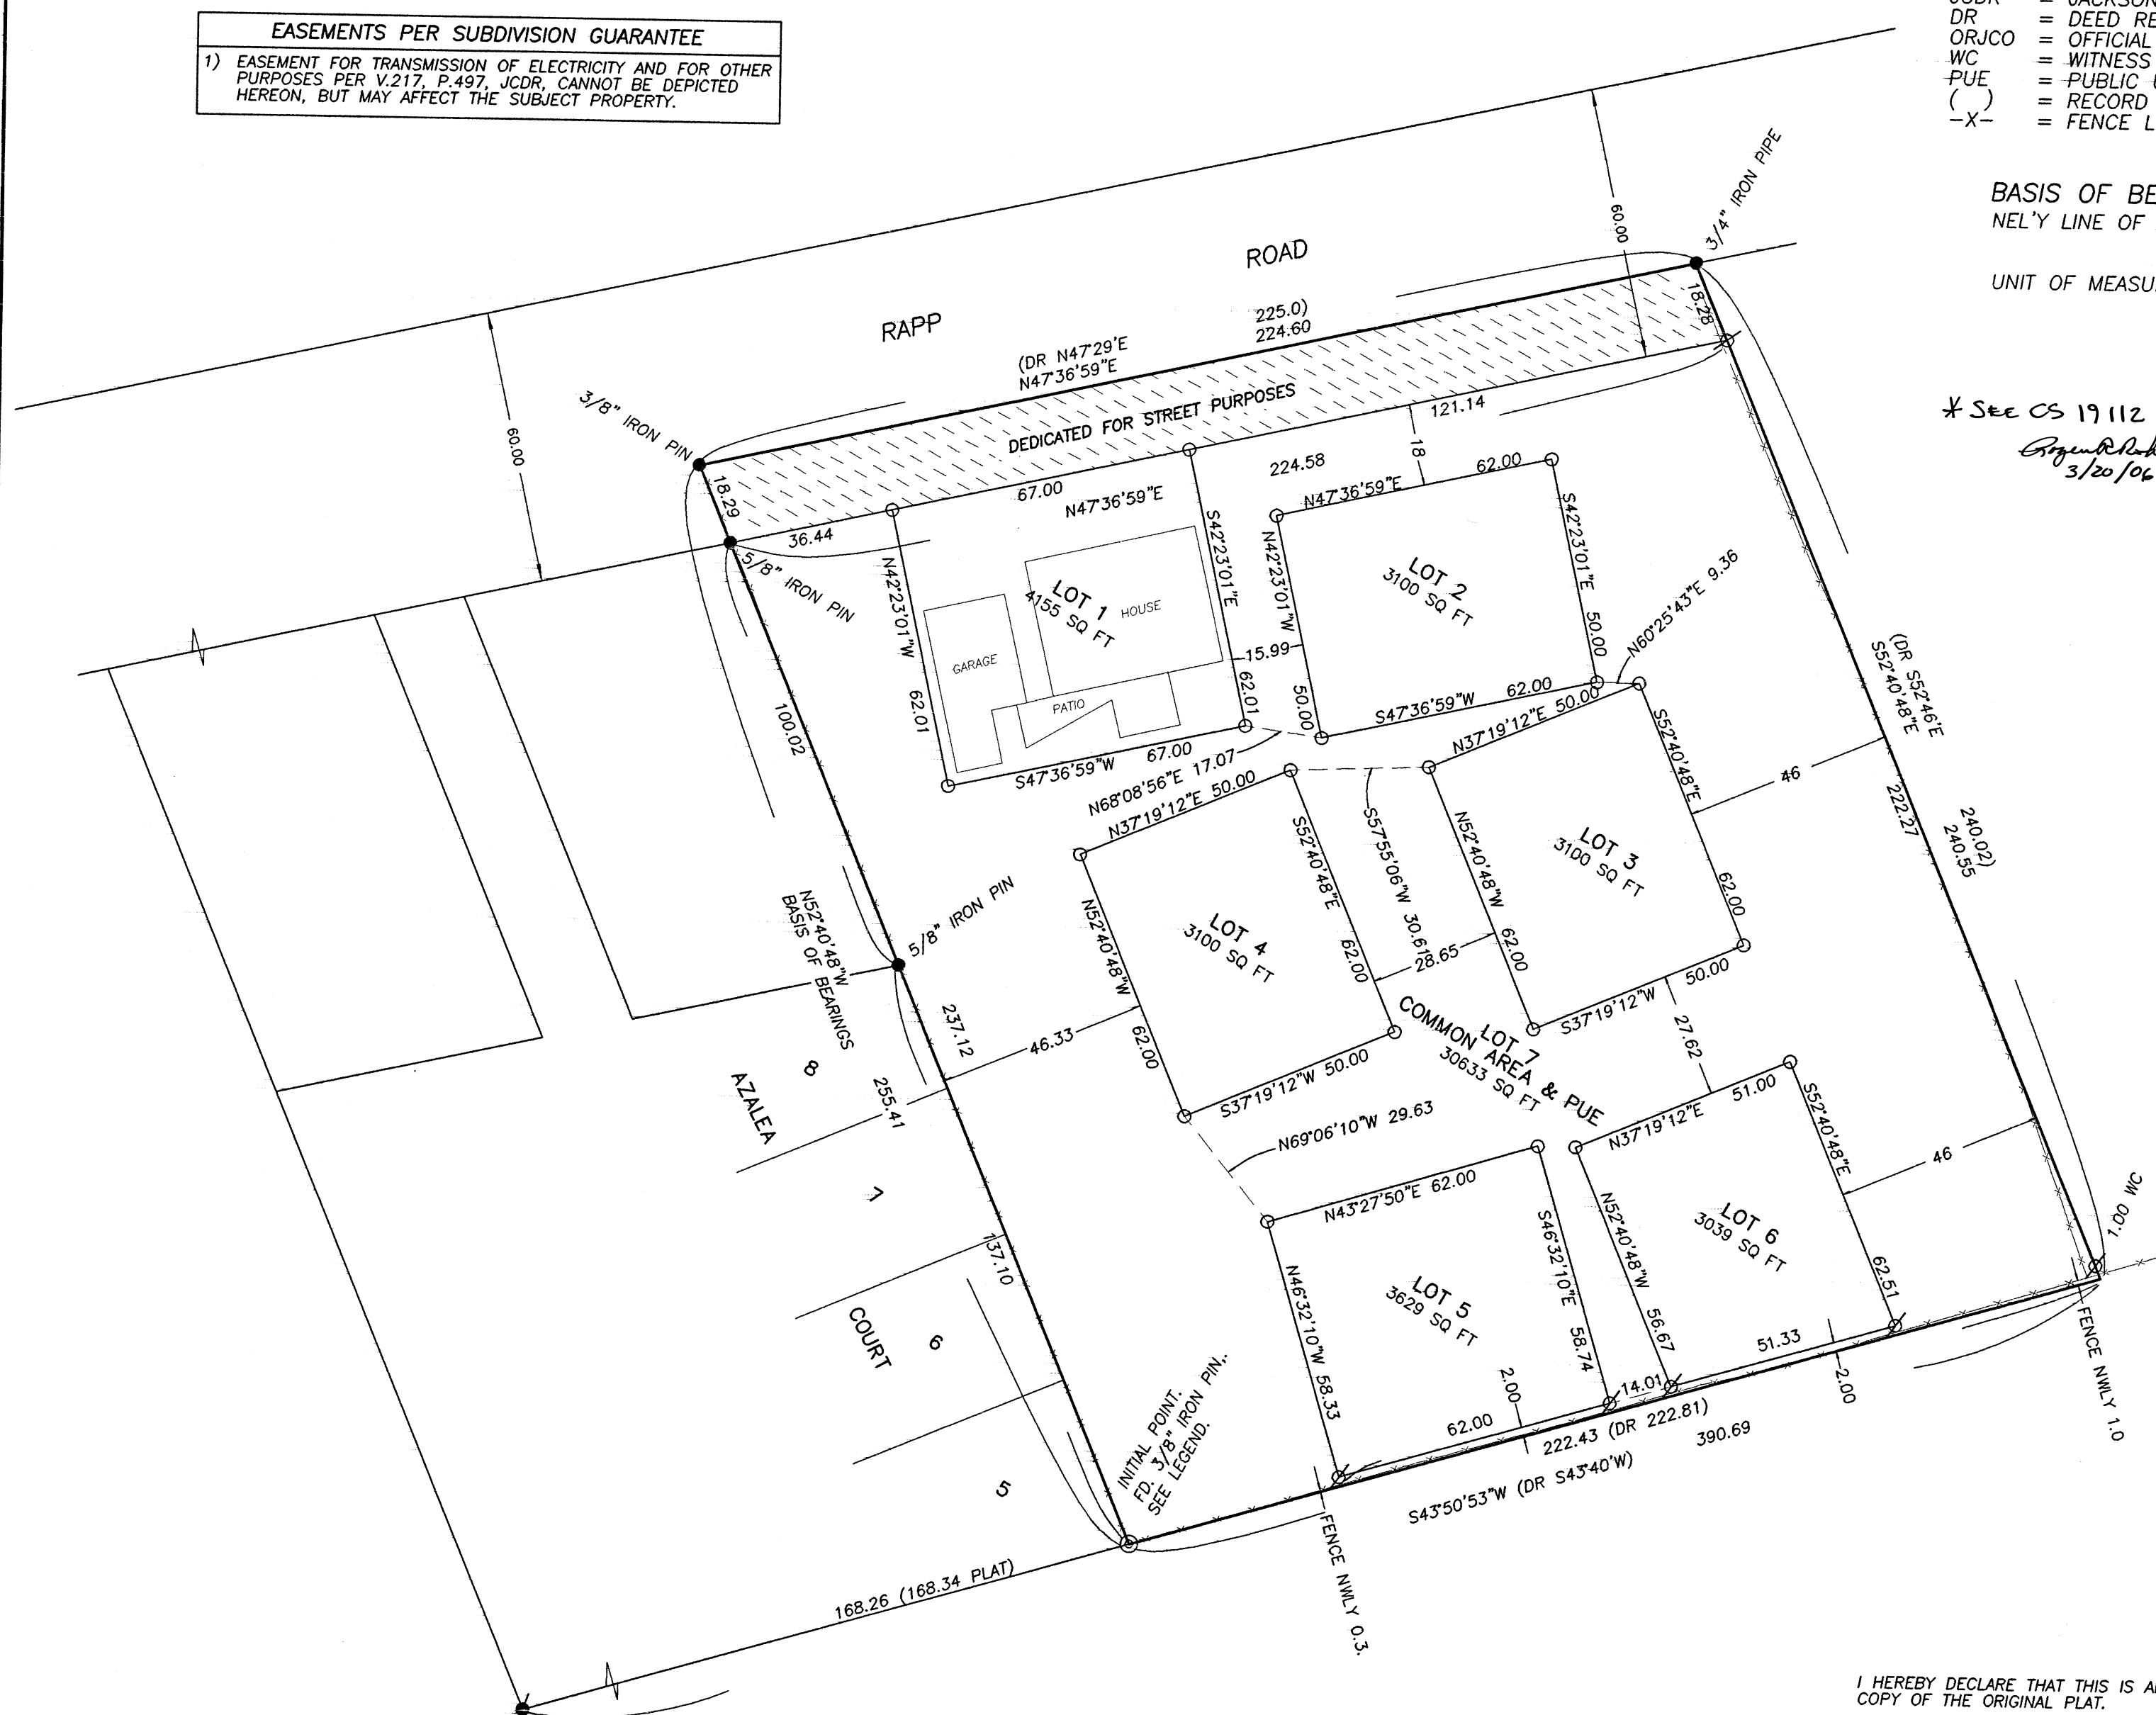 EASEMENTS PER SUBDIVISION GUARANTEE
1) EASEMENT FOR TRANSMISSION OF ELECTRICITY AND FOR OTHER
PURPOSES PER V.217, P.497, JCDR, CANNOT BE DEPICTED
HEREON, BUT MAY AFFECT THE SUBJECT PROPERTY.
DR = DEED RE
ORJCO = OFFICIAL
WC = WITNESS
PUE = PUBLIC
( ) = RECORD
-X- = FENCE L
BASIS OF BE
NEL'Y LINE OF
UNIT OF MEASU
* SEE CS 19112
3/20/06
3/4" IRON PIPE
60.00
60.00
RAPP ROAD
(DR N47°29'E 225.0)
N47°36'59"E 224.60
18.28
3/8" IRON PIN
18.29
DEDICATED FOR STREET PURPOSES
121.14
18
224.58
36.44
67.00
N47°36'59"E
5/8" IRON PIN
N42°23'01"W 62.01
S42°23'01"E 62.01
LOT 1
4155 SQ FT
HOUSE
GARAGE
PATIO
S47°36'59"W 67.00
15.99
N47°36'59"E 62.00
N42°23'01"W 50.00
S42°23'01"E 50.00
LOT 2
3100 SQ FT
S47°36'59"W 62.00
N60°25'43"E 9.36
N68°08'56"E 17.07
N37°19'12"E 50.00
S52°40'48"E 62.00
N52°40'48"W 62.00
LOT 3
3100 SQ FT
S37°19'12"W 50.00
46
(DR S52°46'E 240.02)
S52°40'48"E 240.55
222.27
S57°55'06"W 30.618
28.65
N37°19'12"E 50.00
N52°40'48"W 62.00
S52°40'48"E 62.00
LOT 4
3100 SQ FT
S37°19'12"W 50.00
46.33
100.02
5/8" IRON PIN
N52°40'48"W
BASIS OF BEARINGS
237.12
255.41
137.10
AZALEA
COURT
8
7
6
5
LOT 7
COMMON AREA & PUE
30633 SQ FT
27.62
N69°06'10"W 29.63
N43°27'50"E 62.00
N46°32'10"W 58.33
S46°32'10"E 58.74
LOT 5
3629 SQ FT
62.00
2.00
14.01
N37°19'12"E 51.00
N52°40'48"W 56.67
S52°40'48"E 62.51
LOT 6
3039 SQ FT
51.33
2.00
46
1.00 WC
FENCE NWLY 1.0
222.43 (DR 222.81)
390.69
S43°50'53"W (DR S43°40'W)
FENCE NWLY 0.3.
INITIAL POINT.
FD. 3/8" IRON PIN,.
SEE LEGEND.
168.26 (168.34 PLAT)
I HEREBY DECLARE THAT THIS IS A
COPY OF THE ORIGINAL PLAT.